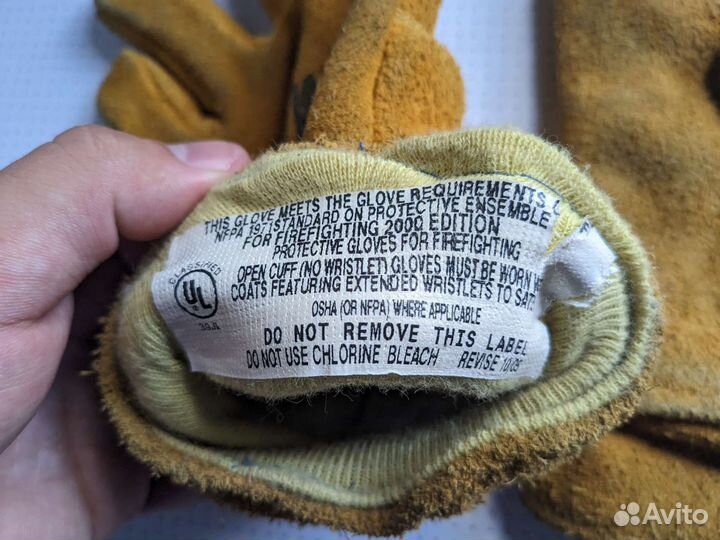 THIS GLOVE MEETS THE GLOVE REQUIREMENTS
NFPA 1971 STANDARD ON PROTECTIVE ENSEMBLE
FOR FIREFIGHTING 2000 EDITION
PROTECTIVE GLOVES FOR FIREFIGHTING
OPEN CUFF (NO WRISTLET) GLOVES MUST BE WORN
COATS FEATURING EXTENDED WRISTLETS TO
OSHA (OR NFPA) WHERE APPLICABLE
DO NOT REMOVE THIS LABEL
DO NOT USE CHLORINE BLEACH REVISE 10/05
CLASSIFIED
UL
Avito